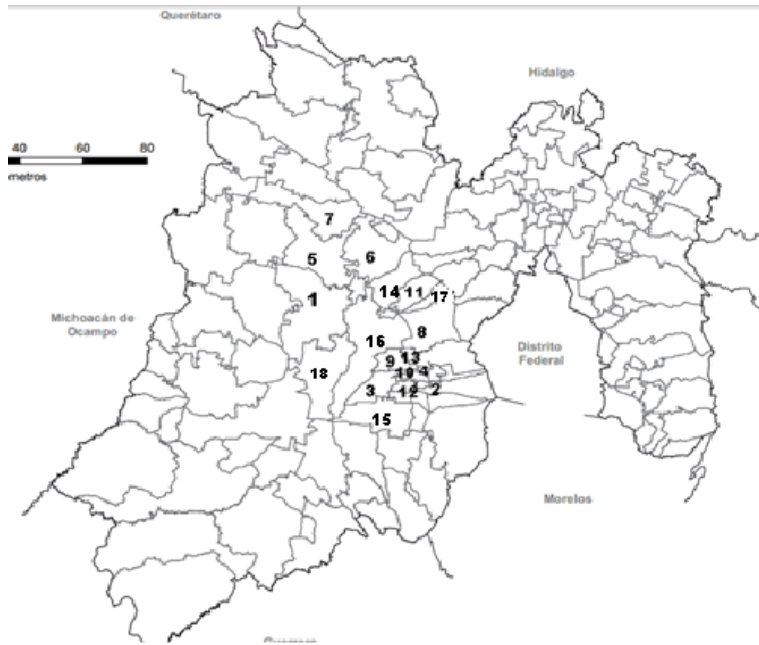 Querétaro
Hidalgo
40 60 80
ometros
7
5
6
1
14 11 17
Michoacán de
Ocampo
16
8
Distrito
Federal
9 13
18
10 4
3 12 2
15
Morelos